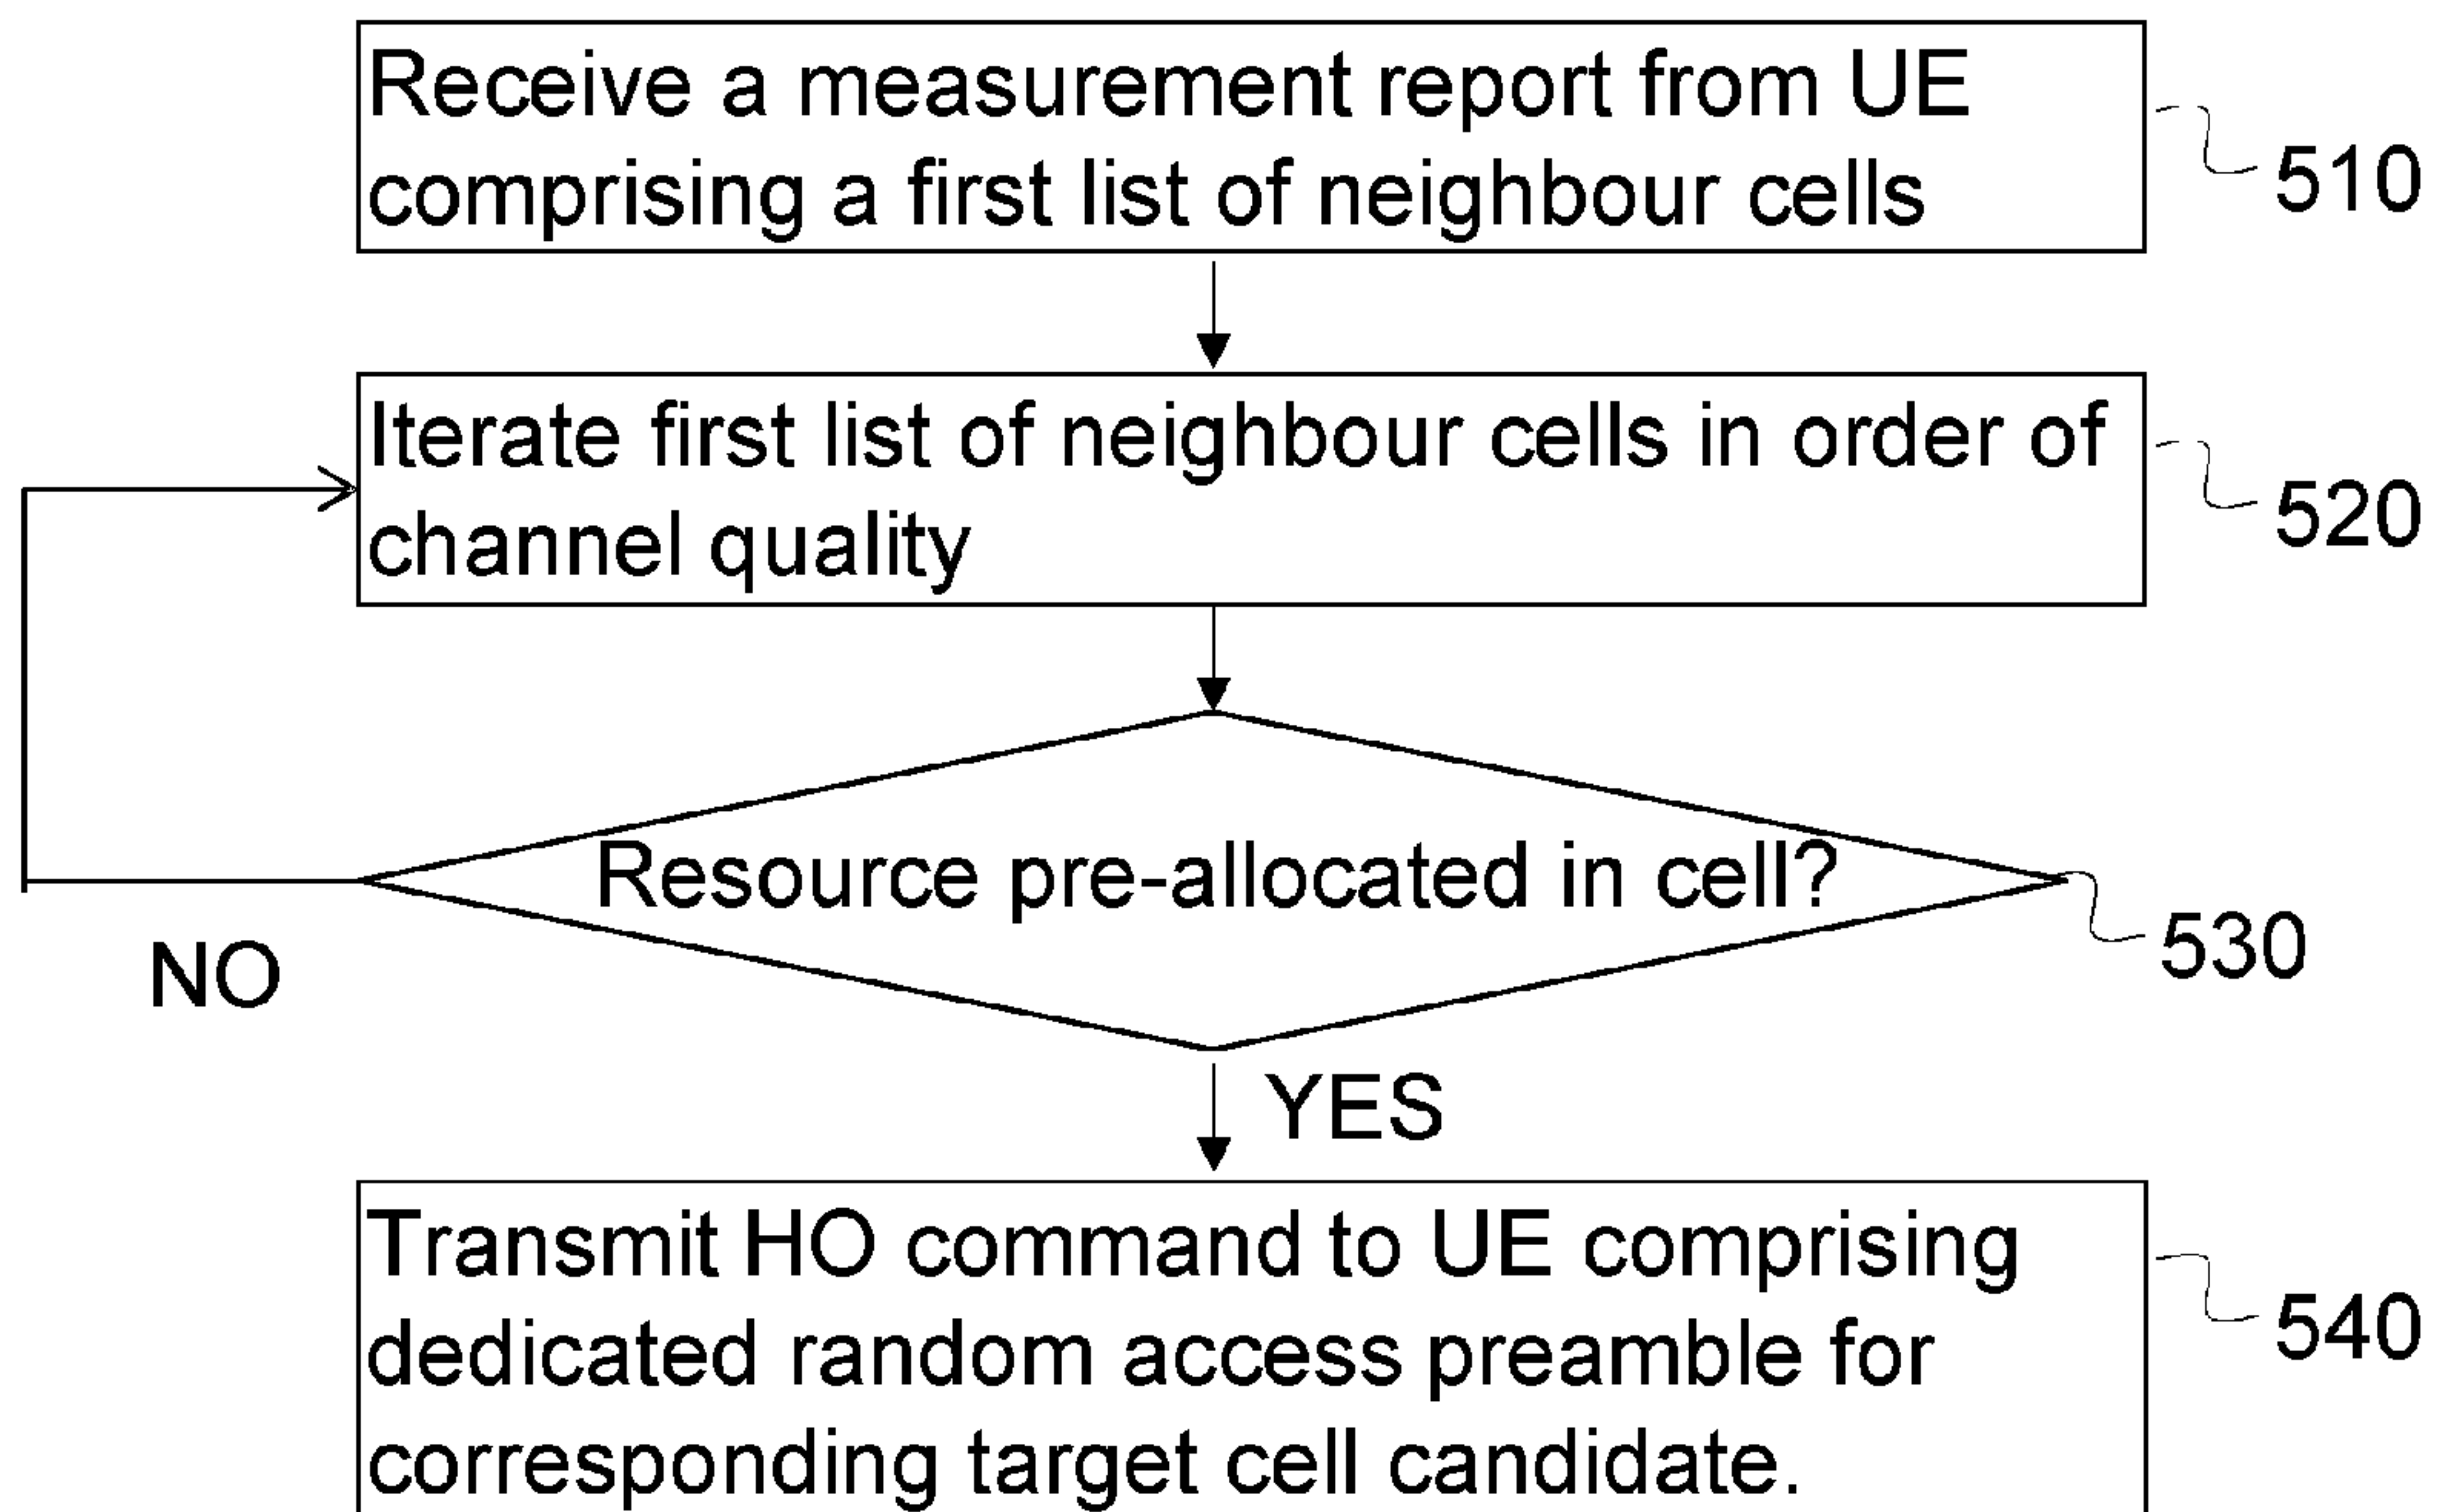 Receive a measurement report from UE
comprising a first list of neighbour cells
510
Iterate first list of neighbour cells in order of
channel quality
520
Resource pre-allocated in cell?
530
NO
YES
Transmit HO command to UE comprising
dedicated random access preamble for
corresponding target cell candidate.
540